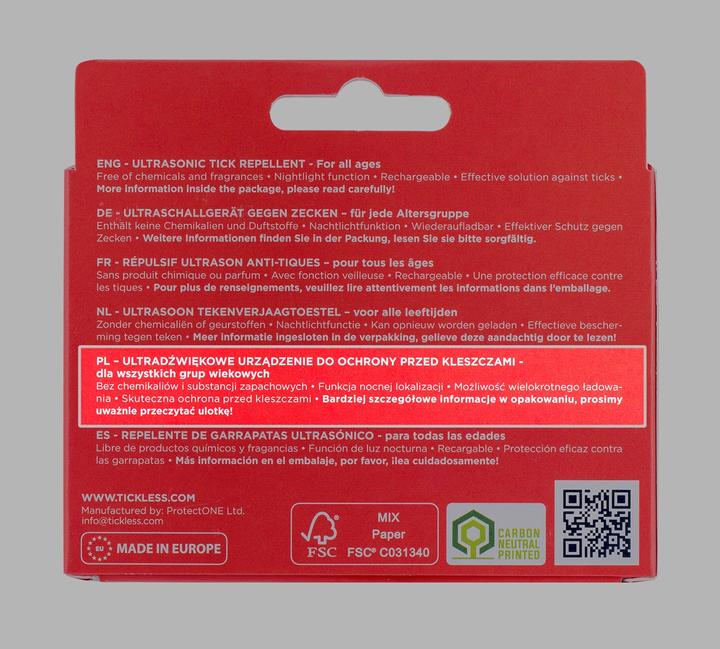 ENG - ULTRASONIC TICK REPELLENT - For all ages
Free of chemicals and fragrances • Nightlight function • Rechargeable • Effective solution against ticks •
More information inside the package, please read carefully!
DE - ULTRASCHALLGERÄT GEGEN ZECKEN – für jede Altersgruppe
Enthält keine Chemikalien und Duftstoffe • Nachtlichtfunktion • Wiederaufladbar • Effektiver Schutz gegen
Zecken • Weitere Informationen finden Sie in der Packung, lesen Sie sie bitte sorgfältig.
FR - RÉPULSIF ULTRASON ANTI-TIQUES – pour tous les âges
Sans produit chimique ou parfum • Avec fonction veilleuse • Rechargeable • Une protection efficace contre
les tiques • Pour plus de renseignements, veuillez lire attentivement les informations dans l'emballage.
NL - ULTRASOON TEKENVERJAAGTOESTEL – voor alle leeftijden
Zonder chemicaliën of geurstoffen • Nachtlichtfunctie • Kan opnieuw worden geladen • Effectieve bescher-
ming tegen teken • Meer informatie ingesloten in de verpakking, gelieve deze aandachtig door te lezen!
PL – ULTRADŹWIĘKOWE URZĄDZENIE DO OCHRONY PRZED KLESZCZAMI -
dla wszystkich grup wiekowych
Bez chemikaliów i substancji zapachowych • Funkcja nocnej lokalizacji • Możliwość wielokrotnego ładowa-
nia • Skuteczna ochrona przed kleszczami • Bardziej szczegółowe informacje w opakowaniu, prosimy
uważnie przeczytać ulotkę!
ES - REPELENTE DE GARRAPATAS ULTRASÓNICO - para todas las edades
Libre de productos químicos y fragancias • Función de luz nocturna • Recargable • Protección eficaz contra
las garrapatas • Más información en el embalaje, por favor, ¡lea cuidadosamente!
WWW.TICKLESS.COM
Manufactured by: ProtectONE Ltd.
info@tickless.com
EU MADE IN EUROPE
FSC
MIX
Paper
FSC® C031340
CARBON
NEUTRAL
PRINTED